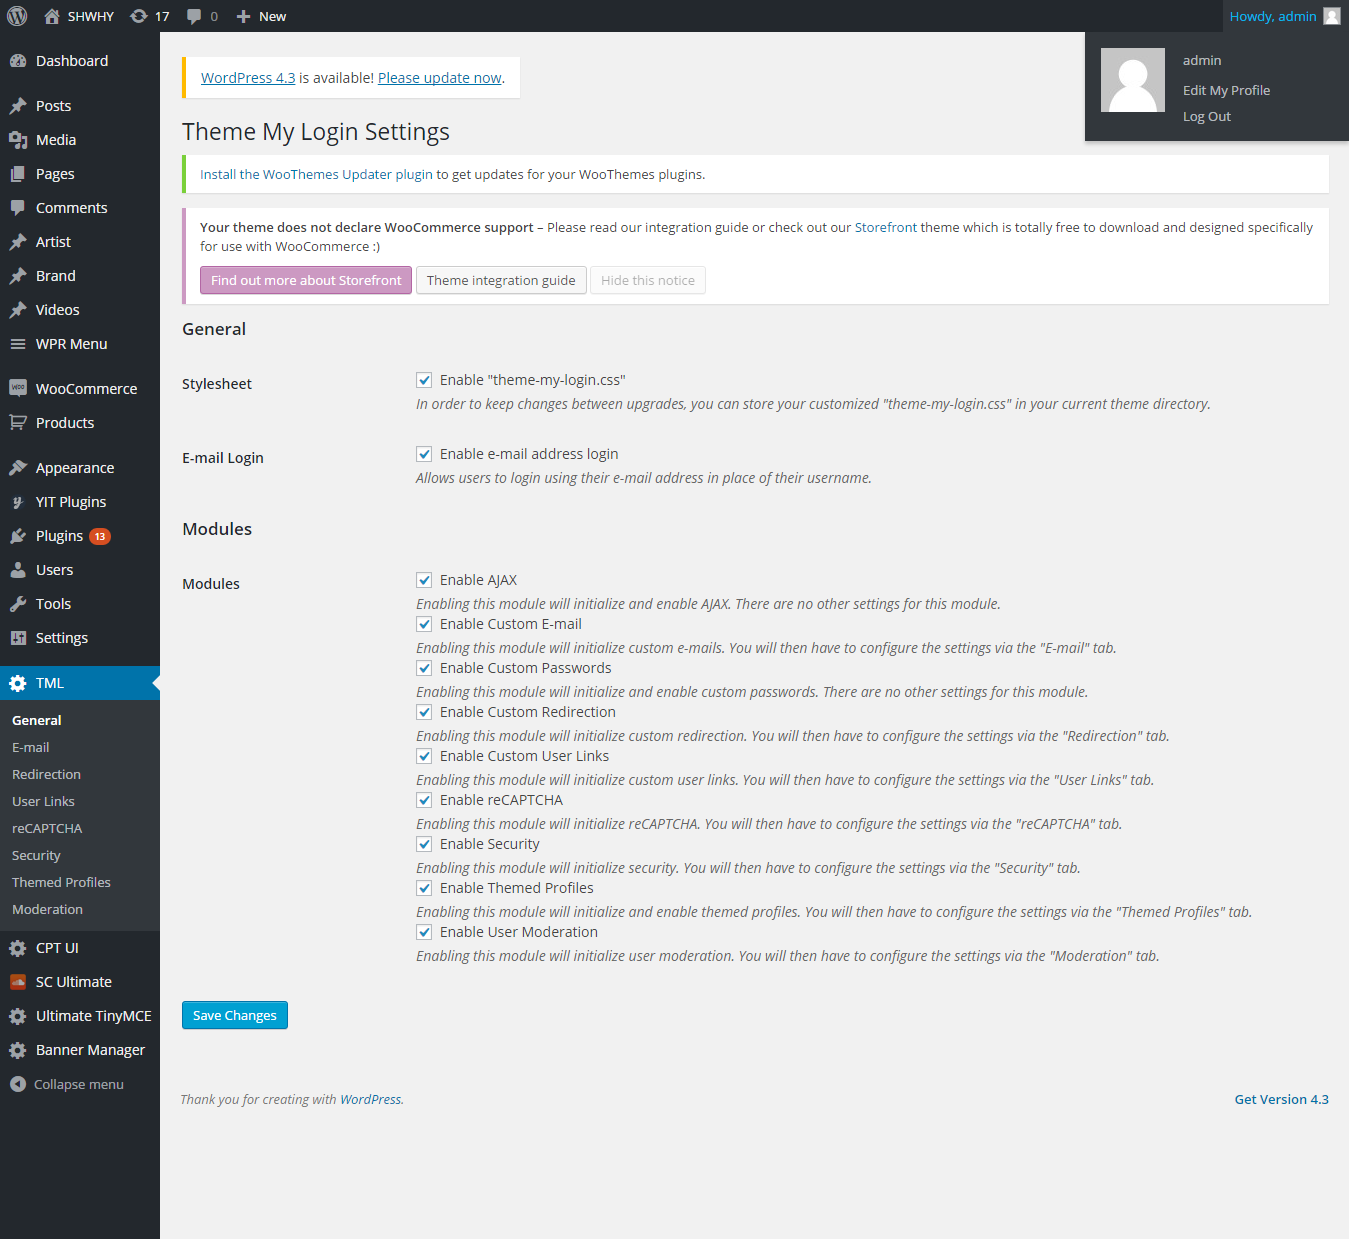 SHWHY 17 0 New Howdy, admin
admin
Edit My Profile
Log Out
Dashboard
Posts
Media
Pages
Comments
Artist
Brand
Videos
WPR Menu
WooCommerce
Products
Appearance
YIT Plugins
Plugins 13
Users
Tools
Settings
TML
General
E-mail
Redirection
User Links
reCAPTCHA
Security
Themed Profiles
Moderation
CPT UI
SC Ultimate
Ultimate TinyMCE
Banner Manager
Collapse menu
WordPress 4.3 is available! Please update now.
Theme My Login Settings
Install the WooThemes Updater plugin to get updates for your WooThemes plugins.
Your theme does not declare WooCommerce support – Please read our integration guide or check out our Storefront theme which is totally free to download and designed specifically
for use with WooCommerce :)
Find out more about Storefront Theme integration guide Hide this notice
General
Stylesheet
Enable "theme-my-login.css"
In order to keep changes between upgrades, you can store your customized "theme-my-login.css" in your current theme directory.
E-mail Login
Enable e-mail address login
Allows users to login using their e-mail address in place of their username.
Modules
Modules
Enable AJAX
Enabling this module will initialize and enable AJAX. There are no other settings for this module.
Enable Custom E-mail
Enabling this module will initialize custom e-mails. You will then have to configure the settings via the "E-mail" tab.
Enable Custom Passwords
Enabling this module will initialize and enable custom passwords. There are no other settings for this module.
Enable Custom Redirection
Enabling this module will initialize custom redirection. You will then have to configure the settings via the "Redirection" tab.
Enable Custom User Links
Enabling this module will initialize custom user links. You will then have to configure the settings via the "User Links" tab.
Enable reCAPTCHA
Enabling this module will initialize reCAPTCHA. You will then have to configure the settings via the "reCAPTCHA" tab.
Enable Security
Enabling this module will initialize security. You will then have to configure the settings via the "Security" tab.
Enable Themed Profiles
Enabling this module will initialize and enable themed profiles. You will then have to configure the settings via the "Themed Profiles" tab.
Enable User Moderation
Enabling this module will initialize user moderation. You will then have to configure the settings via the "Moderation" tab.
Save Changes
Thank you for creating with WordPress.
Get Version 4.3